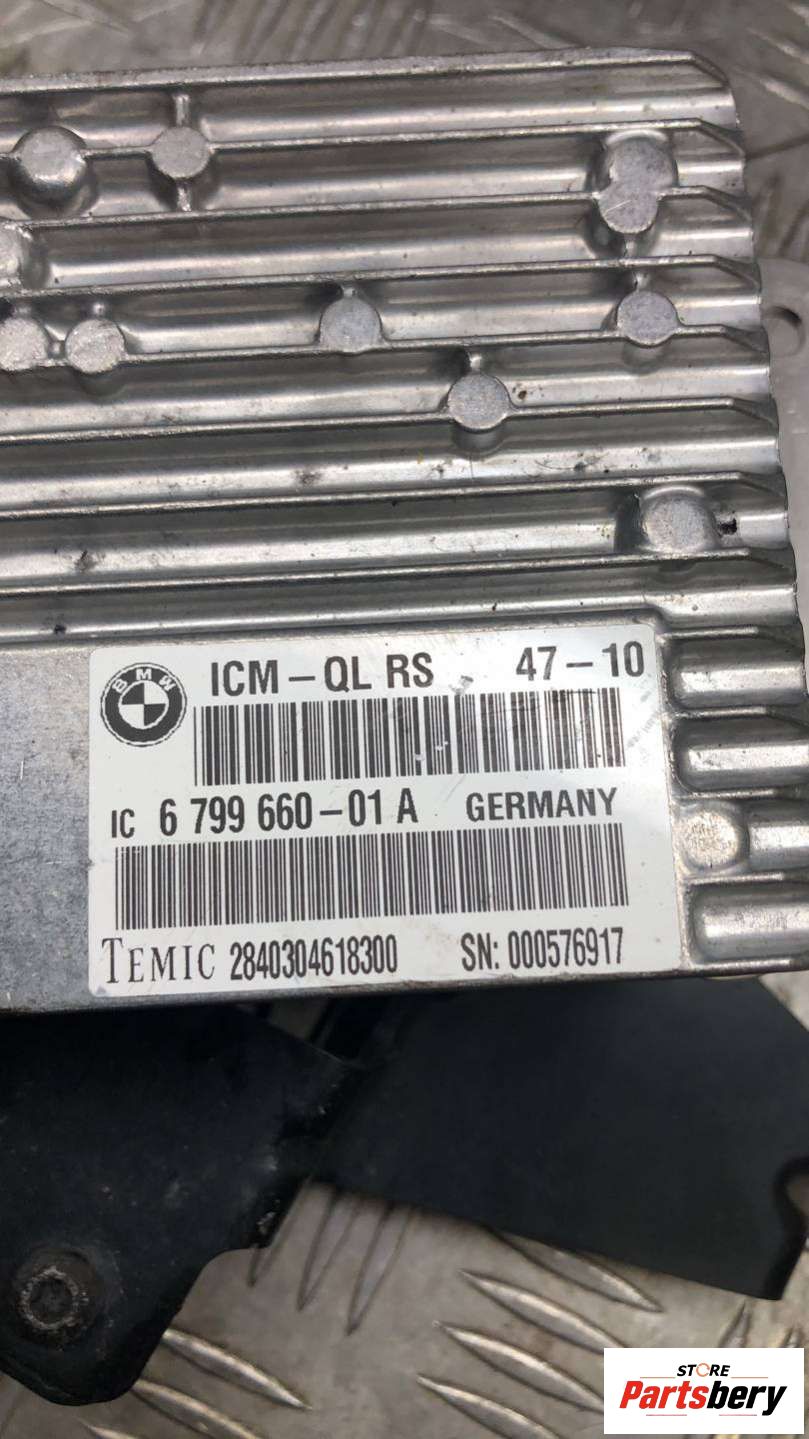 BMW
ICM-QL RS 47-10
IC 6 799 660-01 A GERMANY
TEMIC 2840304618300 SN: 000576917
STORE
Partsbery